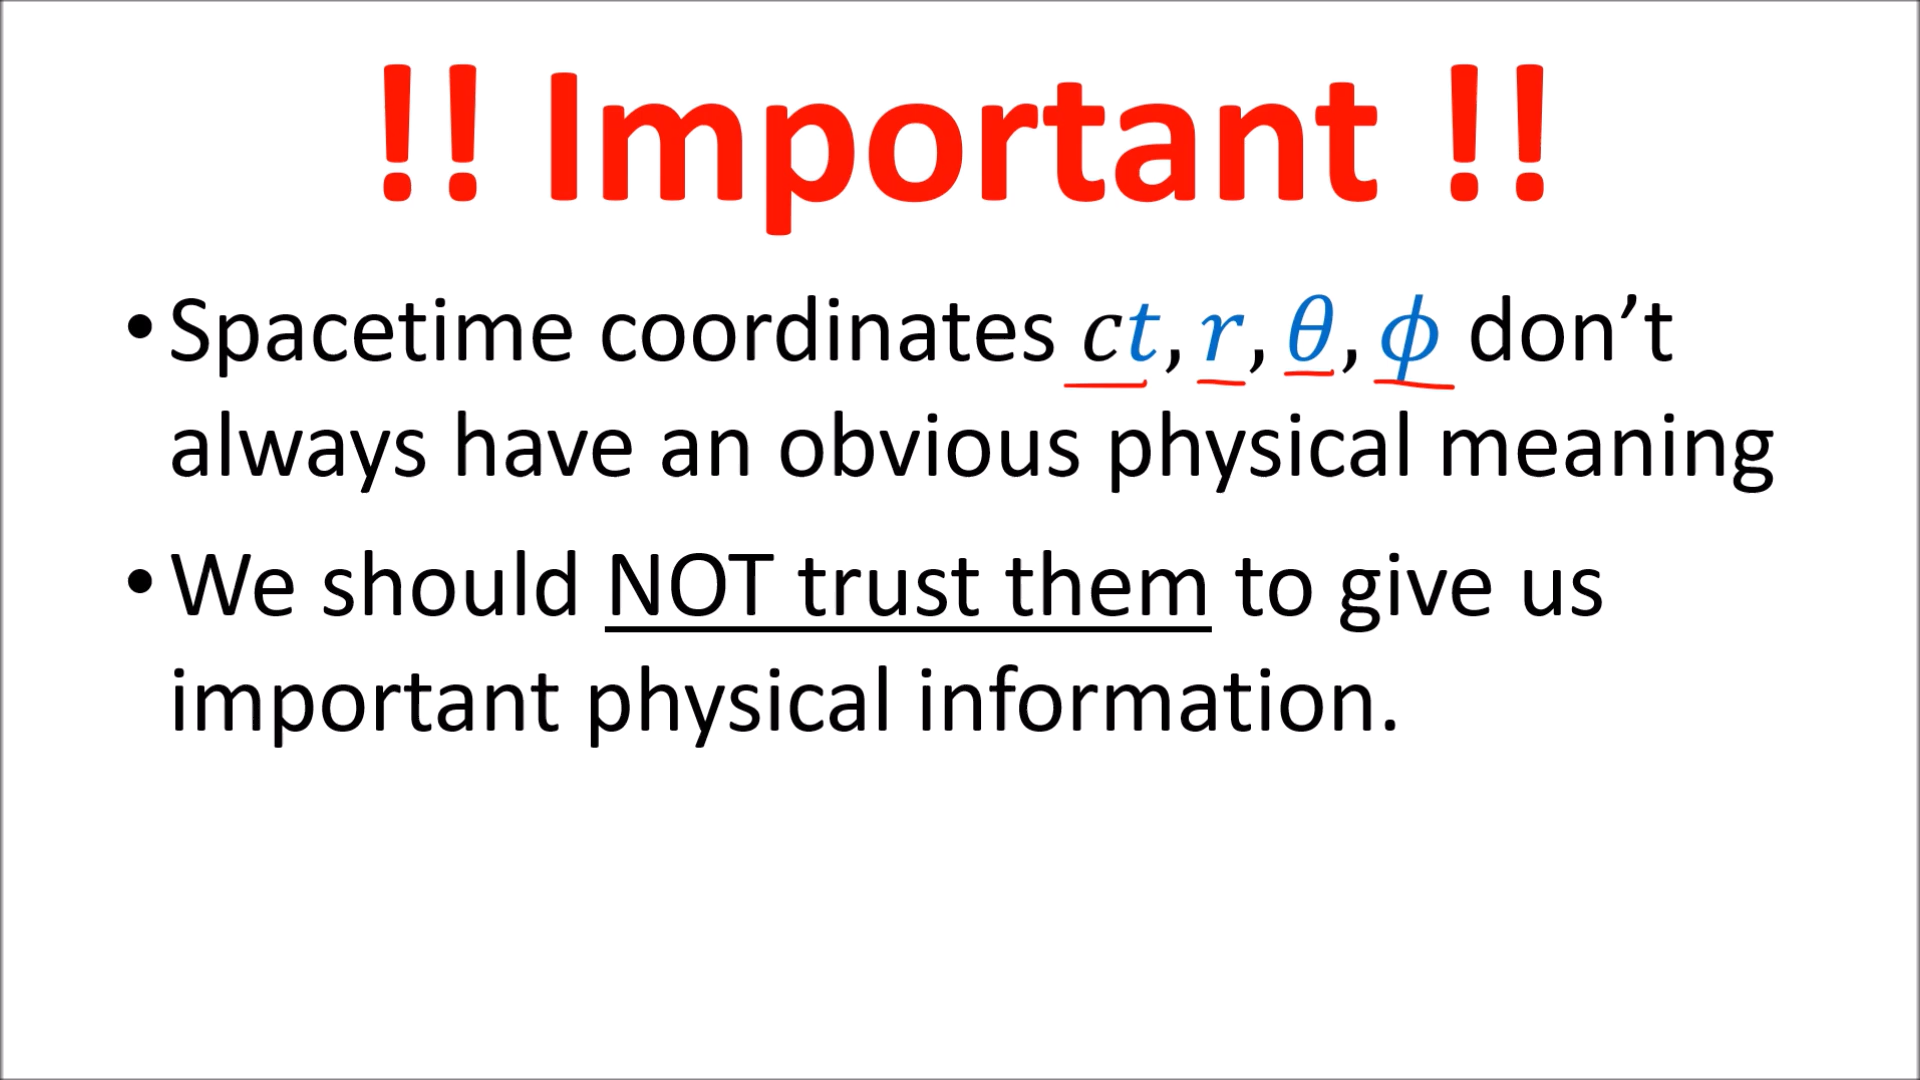 !! Important !!
• Spacetime coordinates 𝑐𝑡, 𝑟, 𝜃, 𝜙 don’t
always have an obvious physical meaning
• We should NOT trust them to give us
important physical information.